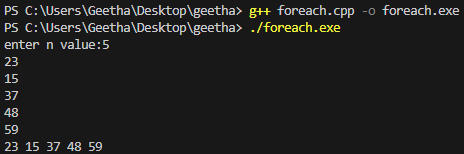 PS C:\Users\Geetha\Desktop\geetha> g++ foreach.cpp -o foreach.exe
PS C:\Users\Geetha\Desktop\geetha> ./foreach.exe
enter n value:5
23
15
37
48
59
23 15 37 48 59